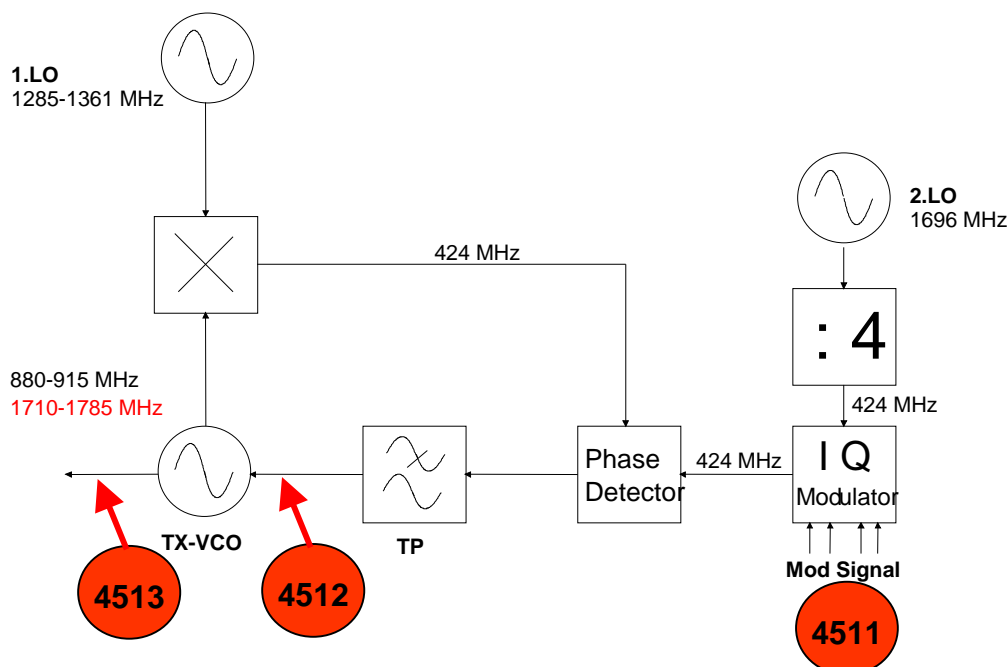 1.LO
1285-1361 MHz
2.LO
1696 MHz
424 MHz
: 4
880-915 MHz
1710-1785 MHz
424 MHz
Phase
Detector
424 MHz
I Q
Modulator
TX-VCO
TP
Mod Signal
4513
4512
4511